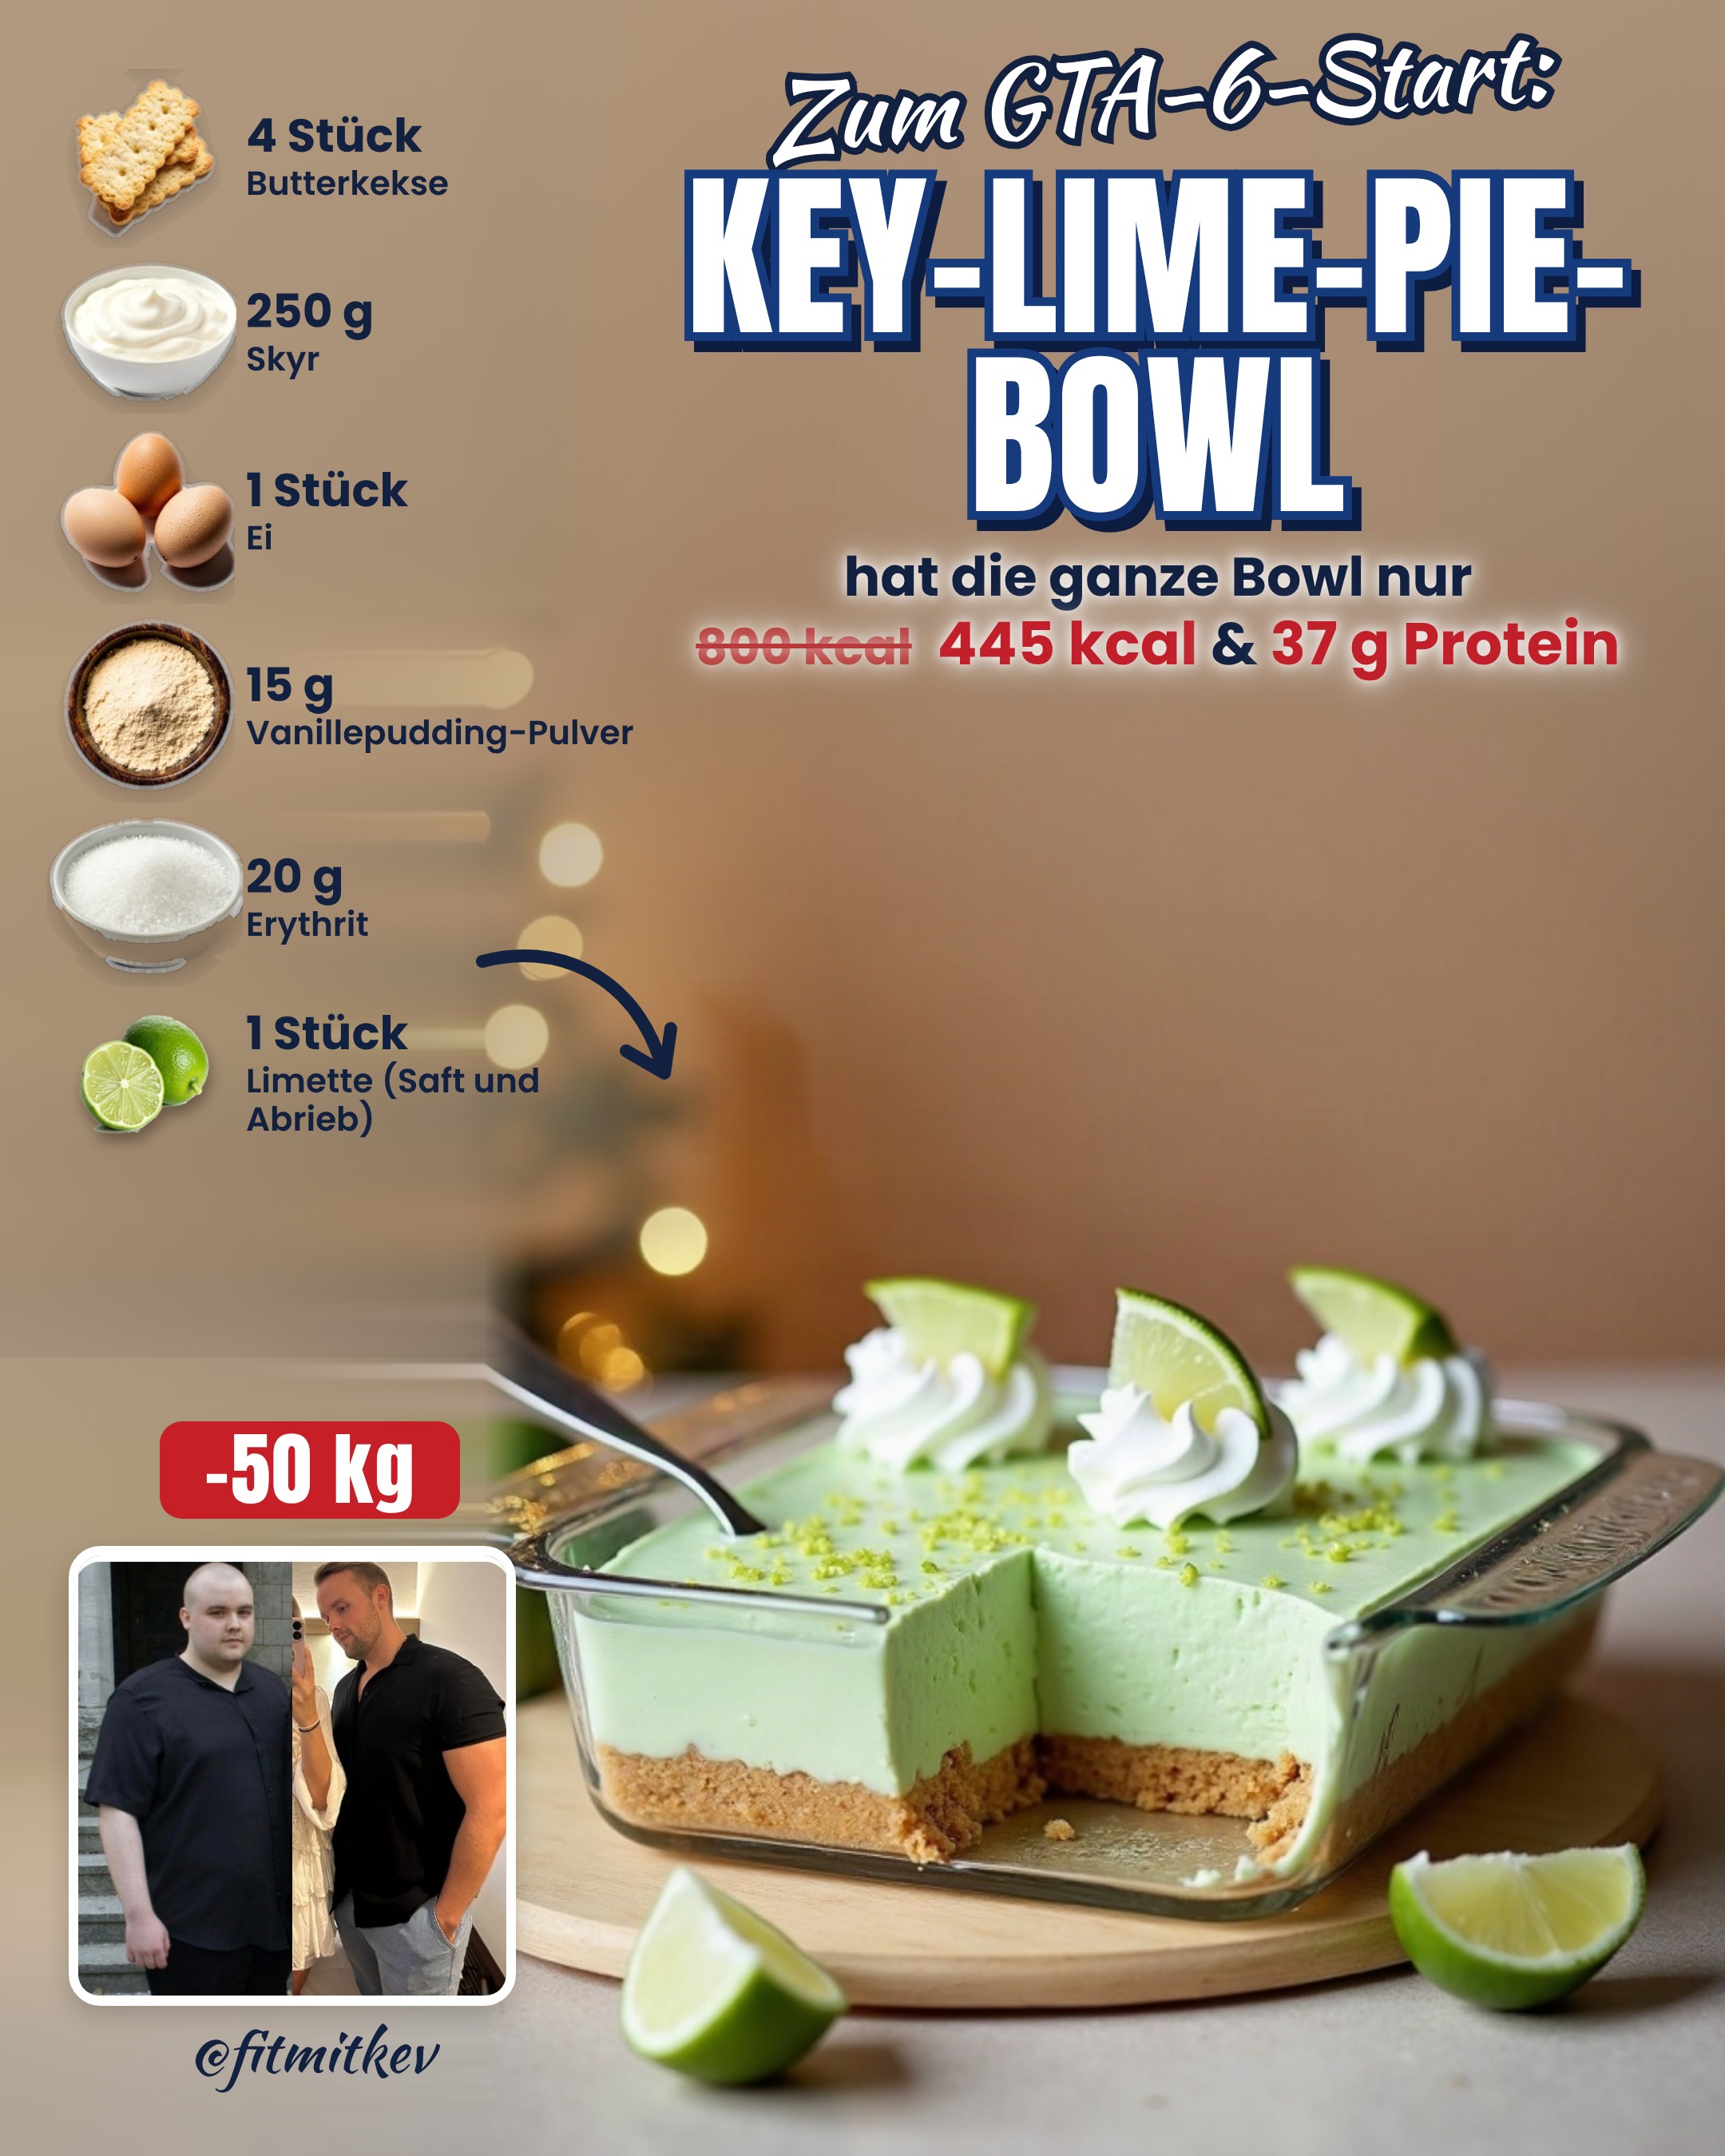 Zum GTA-6-Start:
KEY-LIME-PIE-
BOWL
hat die ganze Bowl nur
800 kcal 445 kcal & 37 g Protein
4 Stück
Butterkekse
250 g
Skyr
1 Stück
Ei
15 g
Vanillepudding-Pulver
20 g
Erythrit
1 Stück
Limette (Saft und
Abrieb)
-50 kg
@fitmitkev